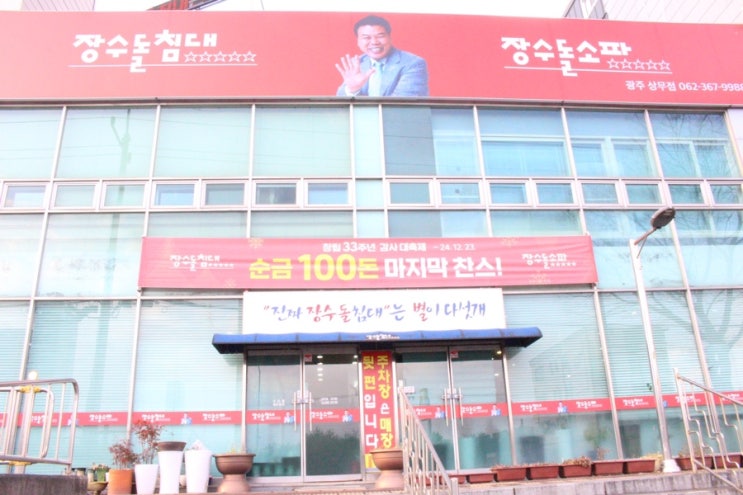 장수돌침대 ☆☆☆☆☆
장수돌소파 ☆☆☆☆☆
광주 상무점 062-367-9988
창립 33주년 감사 대축제 ~24. 12. 23.
장수돌침대
순금 100돈 마지막 찬스!
장수돌소파
"진짜 장수돌침대"는 별이 다섯개
주차장은 매장
뒷편입니다